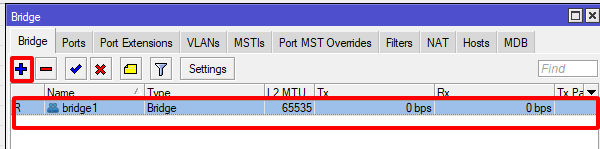 Bridge
Bridge Ports Port Extensions VLANs MSTIs Port MST Overrides Filters NAT Hosts MDB
Settings Find
Name Type L2 MTU Tx Rx Tx Pa
R bridge1 Bridge 65535 0 bps 0 bps